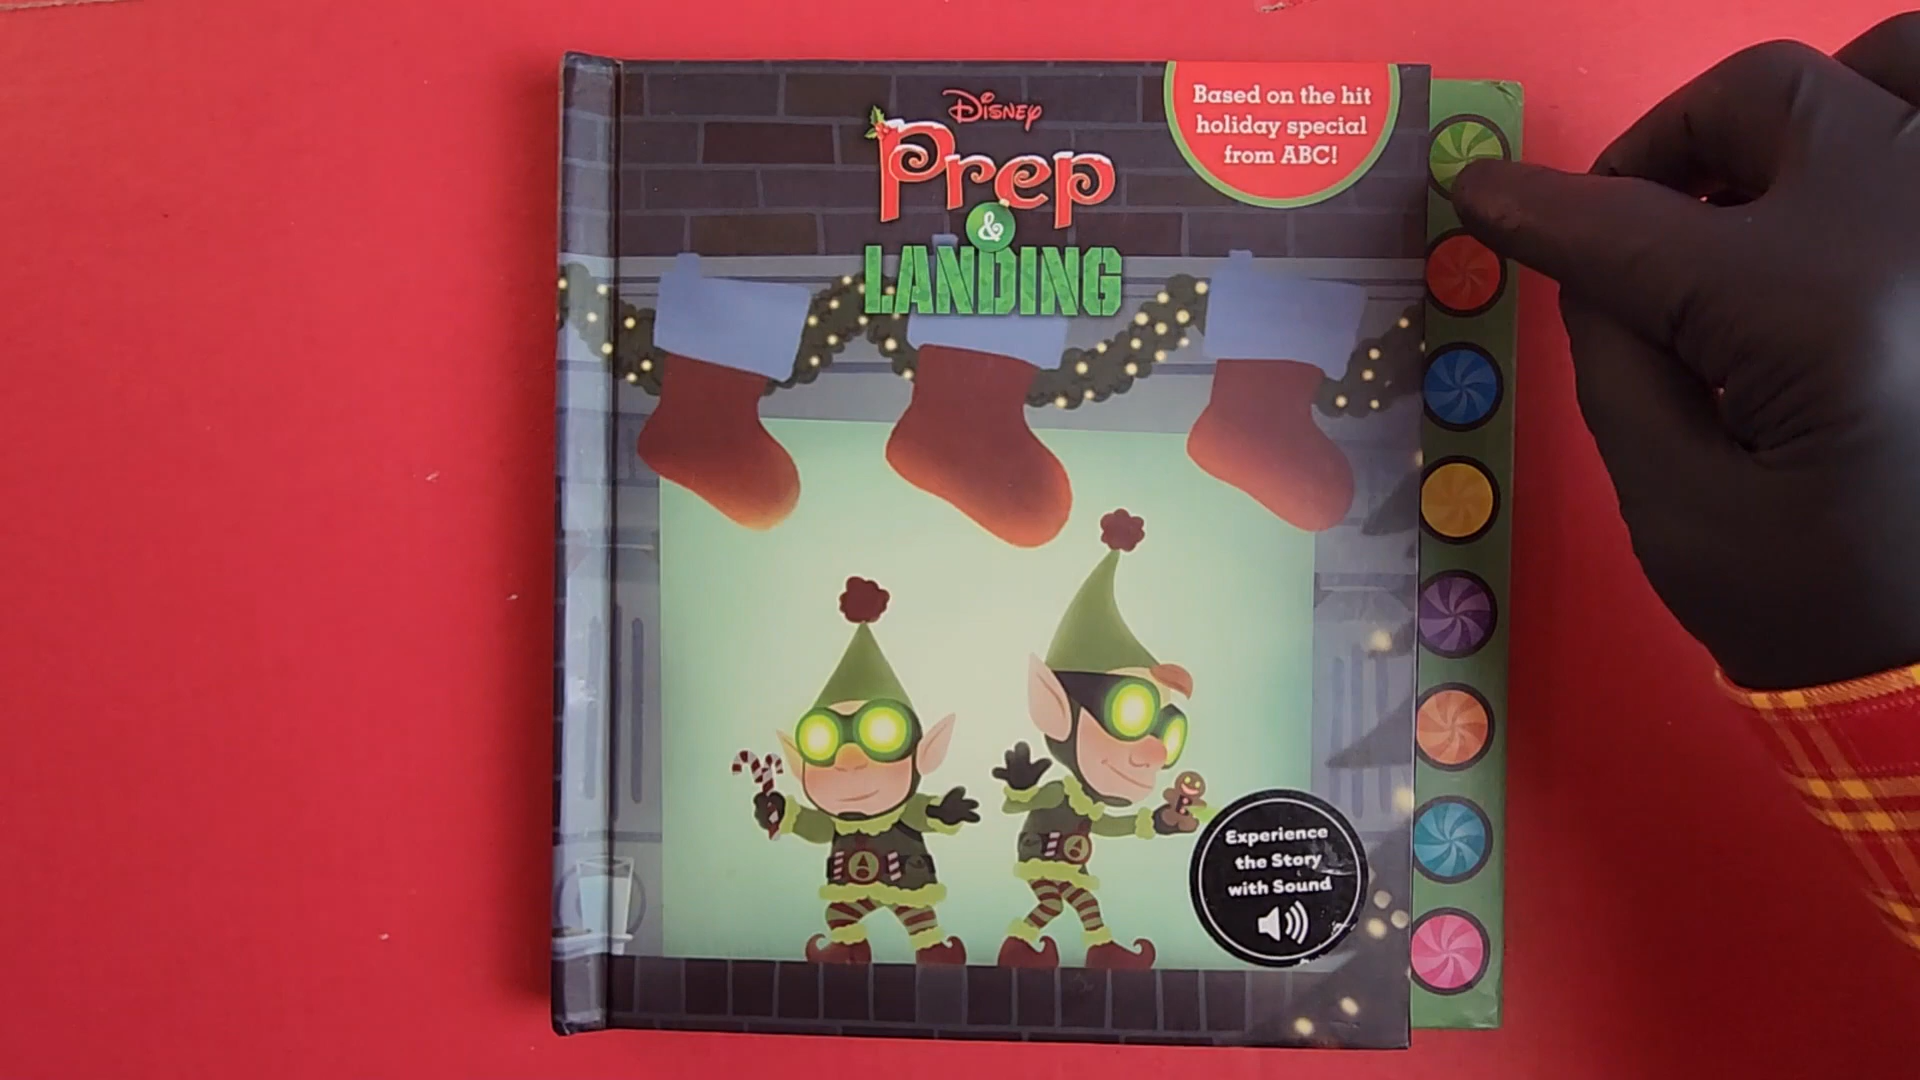 Disney
Prep
&
LANDING
Based on the hit
holiday special
from ABC!
Experience
the Story
with Sound